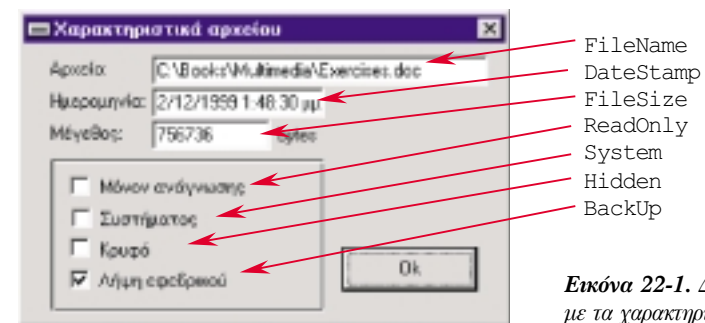 Χαρακτηριστικά αρχείου
Αρχείο: C:\Books\Multimedia\Exercises.doc
Ημερομηνία: 2/12/1999 1:48:30 μμ
Μέγεθος: 756736 bytes
Μόνον ανάγνωσης
Συστήματος
Κρυφό
Λήψη εφεδρικού
Ok
FileName
DateStamp
FileSize
ReadOnly
System
Hidden
BackUp
Εικόνα 22-1.
με τα